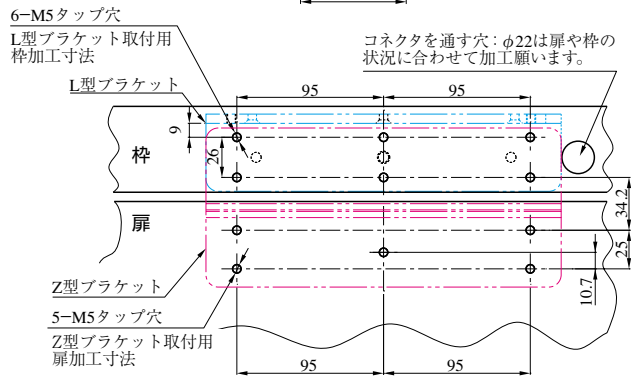 6−M5タップ穴
L型ブラケット取付用
枠加工寸法
コネクタを通す穴：φ22は扉や枠の
状況に合わせて加工願います。
L型ブラケット
95
95
9
枠
26
34.2
扉
25
10.7
Z型ブラケット
5−M5タップ穴
Z型ブラケット取付用
扉加工寸法
95
95